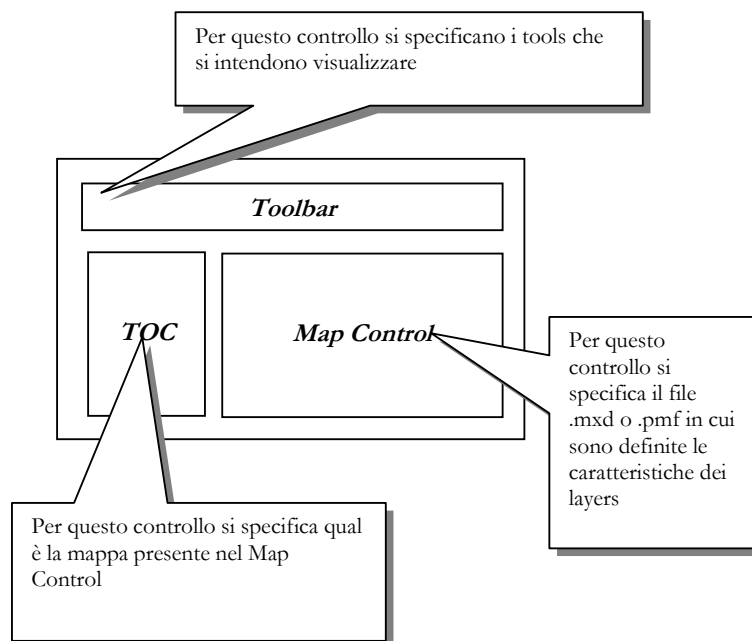 Per questo controllo si specificano i tools che
si intendono visualizzare
Toolbar
TOC
Map Control
Per questo
controllo si
specifica il file
.mxd o .pmf in cui
sono definite le
caratteristiche dei
layers
Per questo controllo si specifica qual
è la mappa presente nel Map
Control